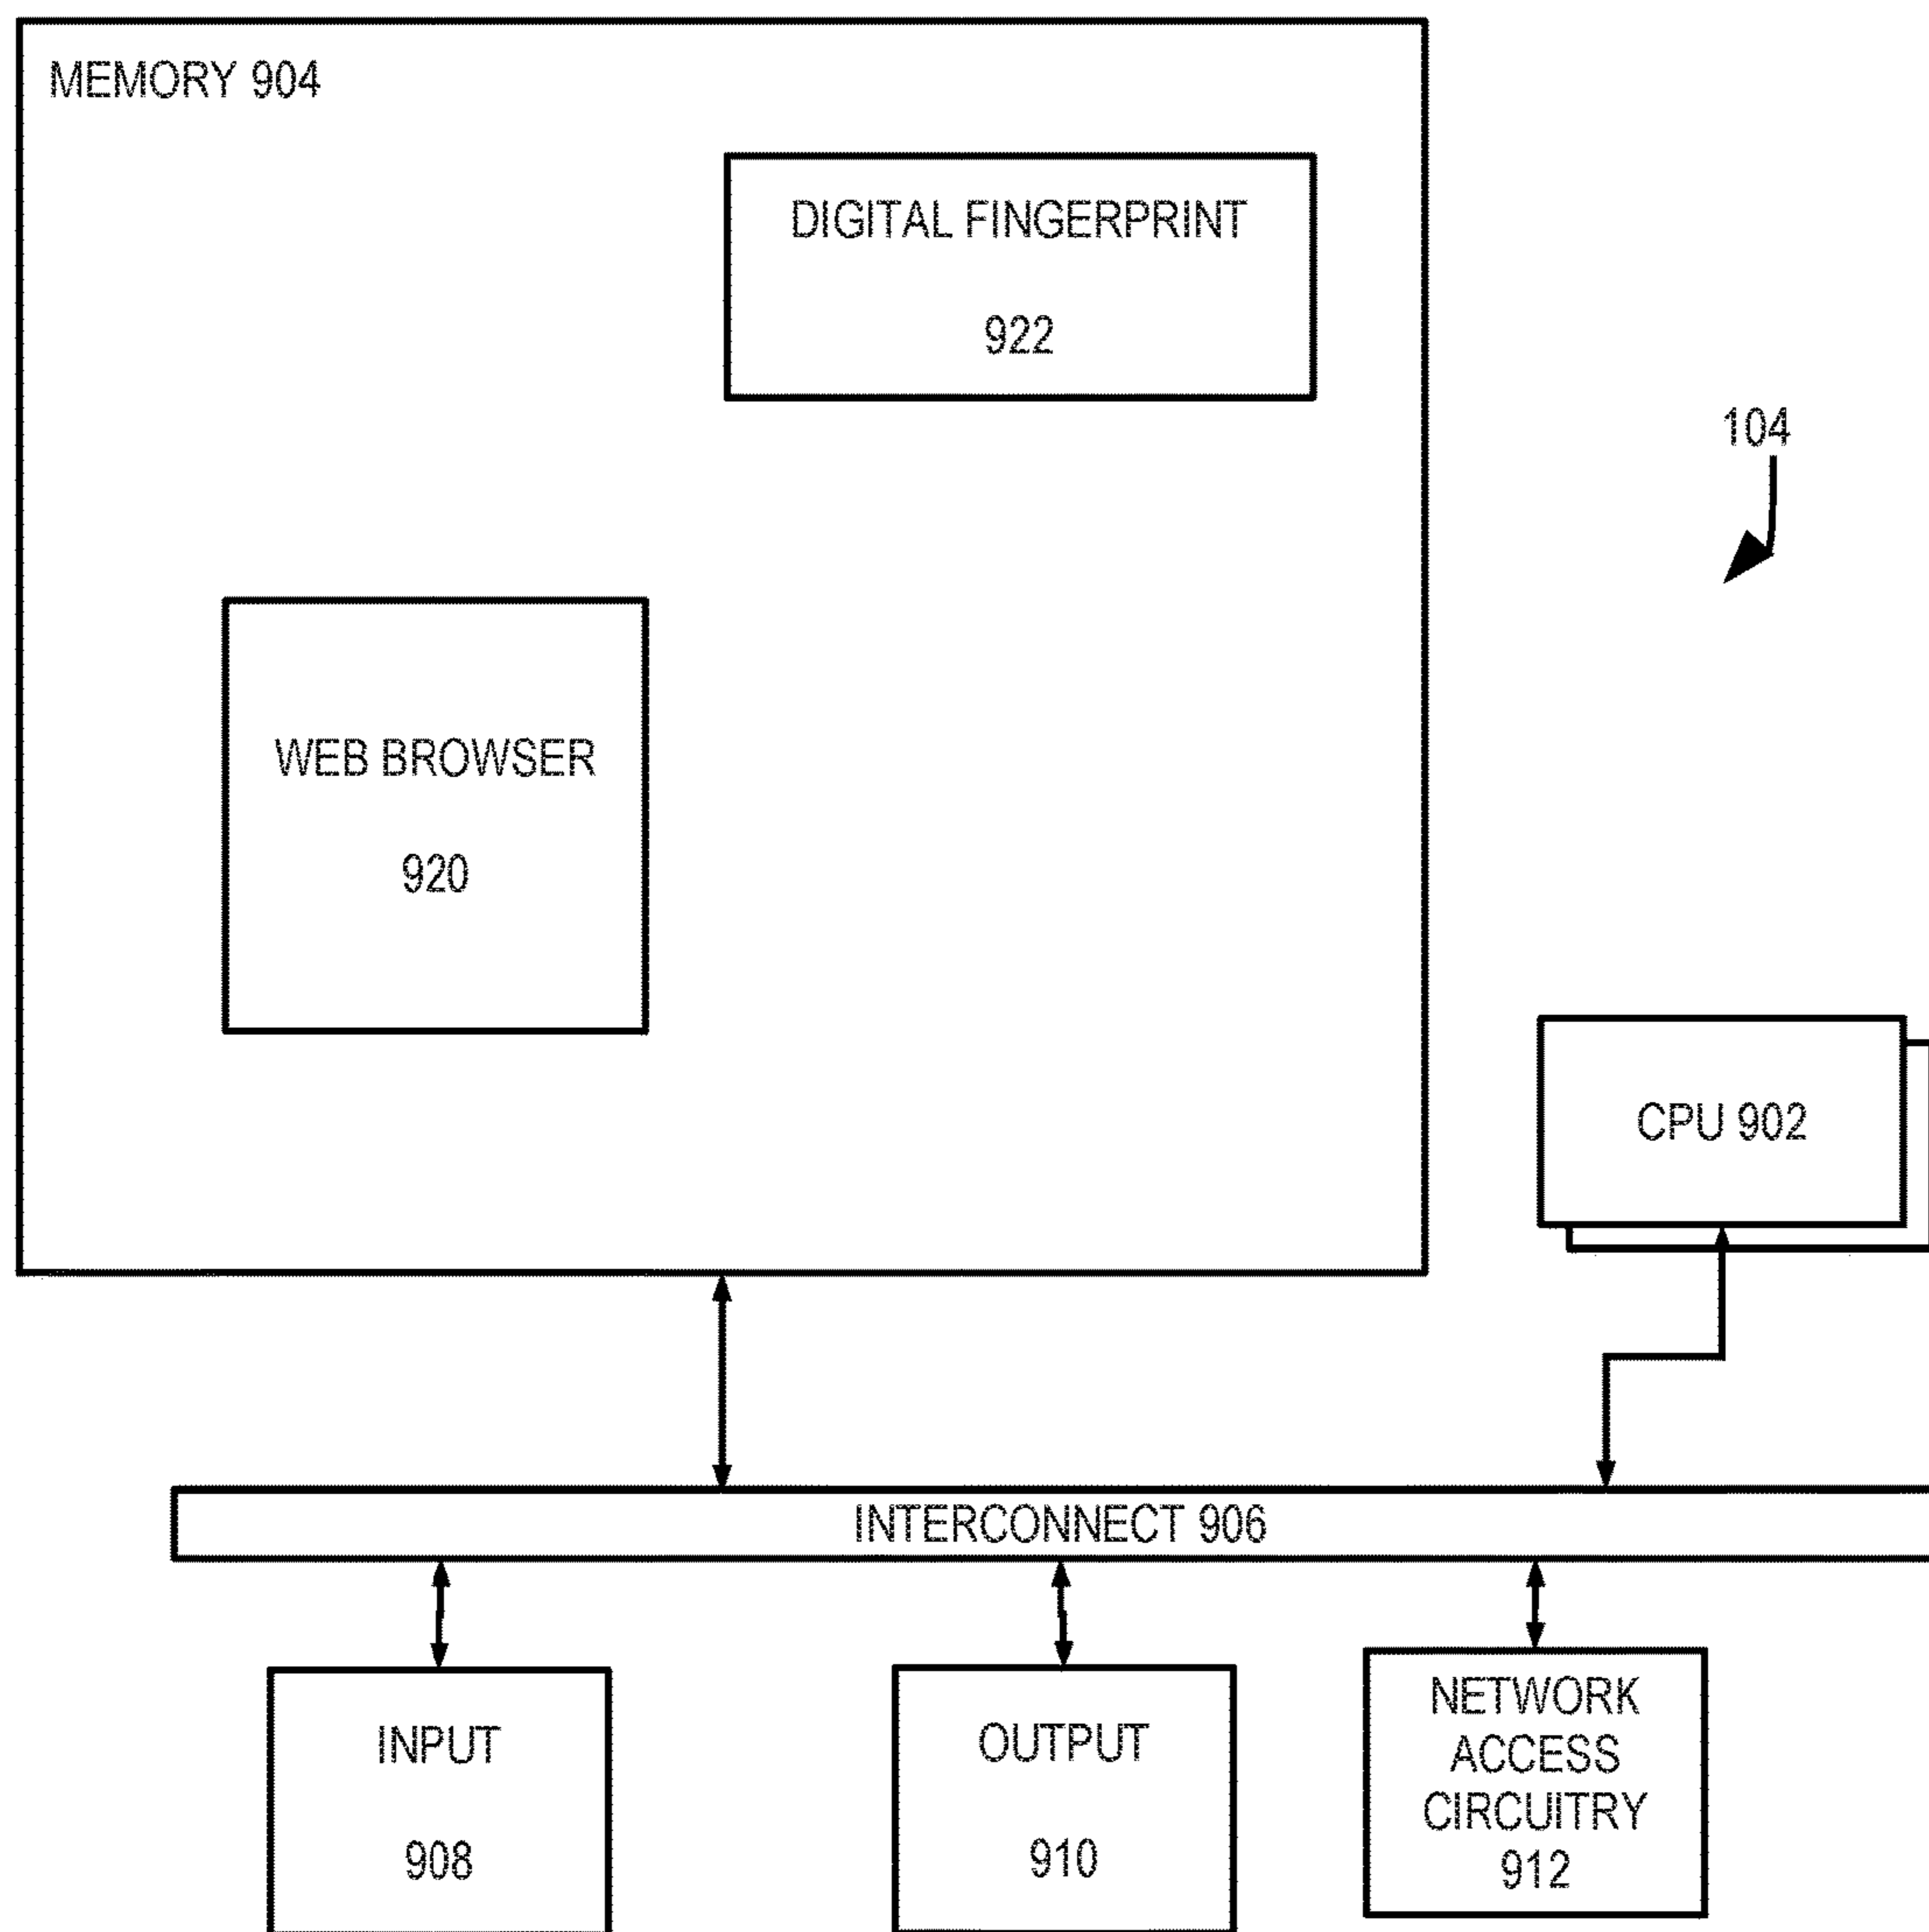 MEMORY 904
DIGITAL FINGERPRINT
922
104
WEB BROWSER
920
CPU 902
INTERCONNECT 906
INPUT
908
OUTPUT
910
NETWORK
ACCESS
CIRCUITRY
912